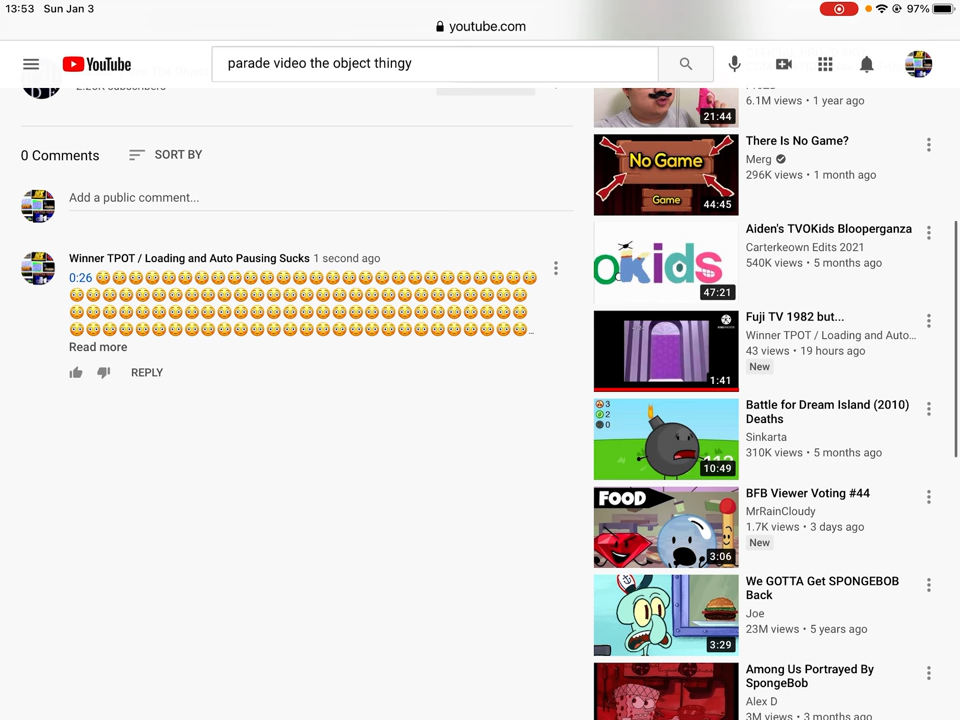 13:53 Sun Jan 3
97%
youtube.com
YouTube
parade video the object thingy
6.1M views • 1 year ago
21:44
0 Comments
SORT BY
Add a public comment...
Winner TPOT / Loading and Auto Pausing Sucks 1 second ago
0:26 😳😳😳😳😳😳😳😳😳😳😳😳😳😳😳😳😳😳😳😳😳😳😳😳😳😳😳
😳😳😳😳😳😳😳😳😳😳😳😳😳😳😳😳😳😳😳😳😳😳😳😳😳😳😳😳
😳😳😳😳😳😳😳😳😳😳😳😳😳😳😳😳😳😳😳😳😳😳😳😳😳😳😳😳
😳😳😳😳😳😳😳😳😳😳😳😳😳😳😳😳😳😳😳😳😳😳😳😳😳😳😳😳...
Read more
REPLY
No Game
Game
44:45
There Is No Game?
Merg
296K views • 1 month ago
okids
47:21
Aiden's TVOKids Blooperganza
Carterkeown Edits 2021
540K views • 5 months ago
1:41
Fuji TV 1982 but...
Winner TPOT / Loading and Auto...
43 views • 19 hours ago
New
3
2
0
10:49
Battle for Dream Island (2010)
Deaths
Sinkarta
310K views • 5 months ago
FOOD
3:06
BFB Viewer Voting #44
MrRainCloudy
1.7K views • 3 days ago
New
3:29
We GOTTA Get SPONGEBOB
Back
Joe
23M views • 5 years ago
Among Us Portrayed By
SpongeBob
Alex D
3M views • 3 months ago